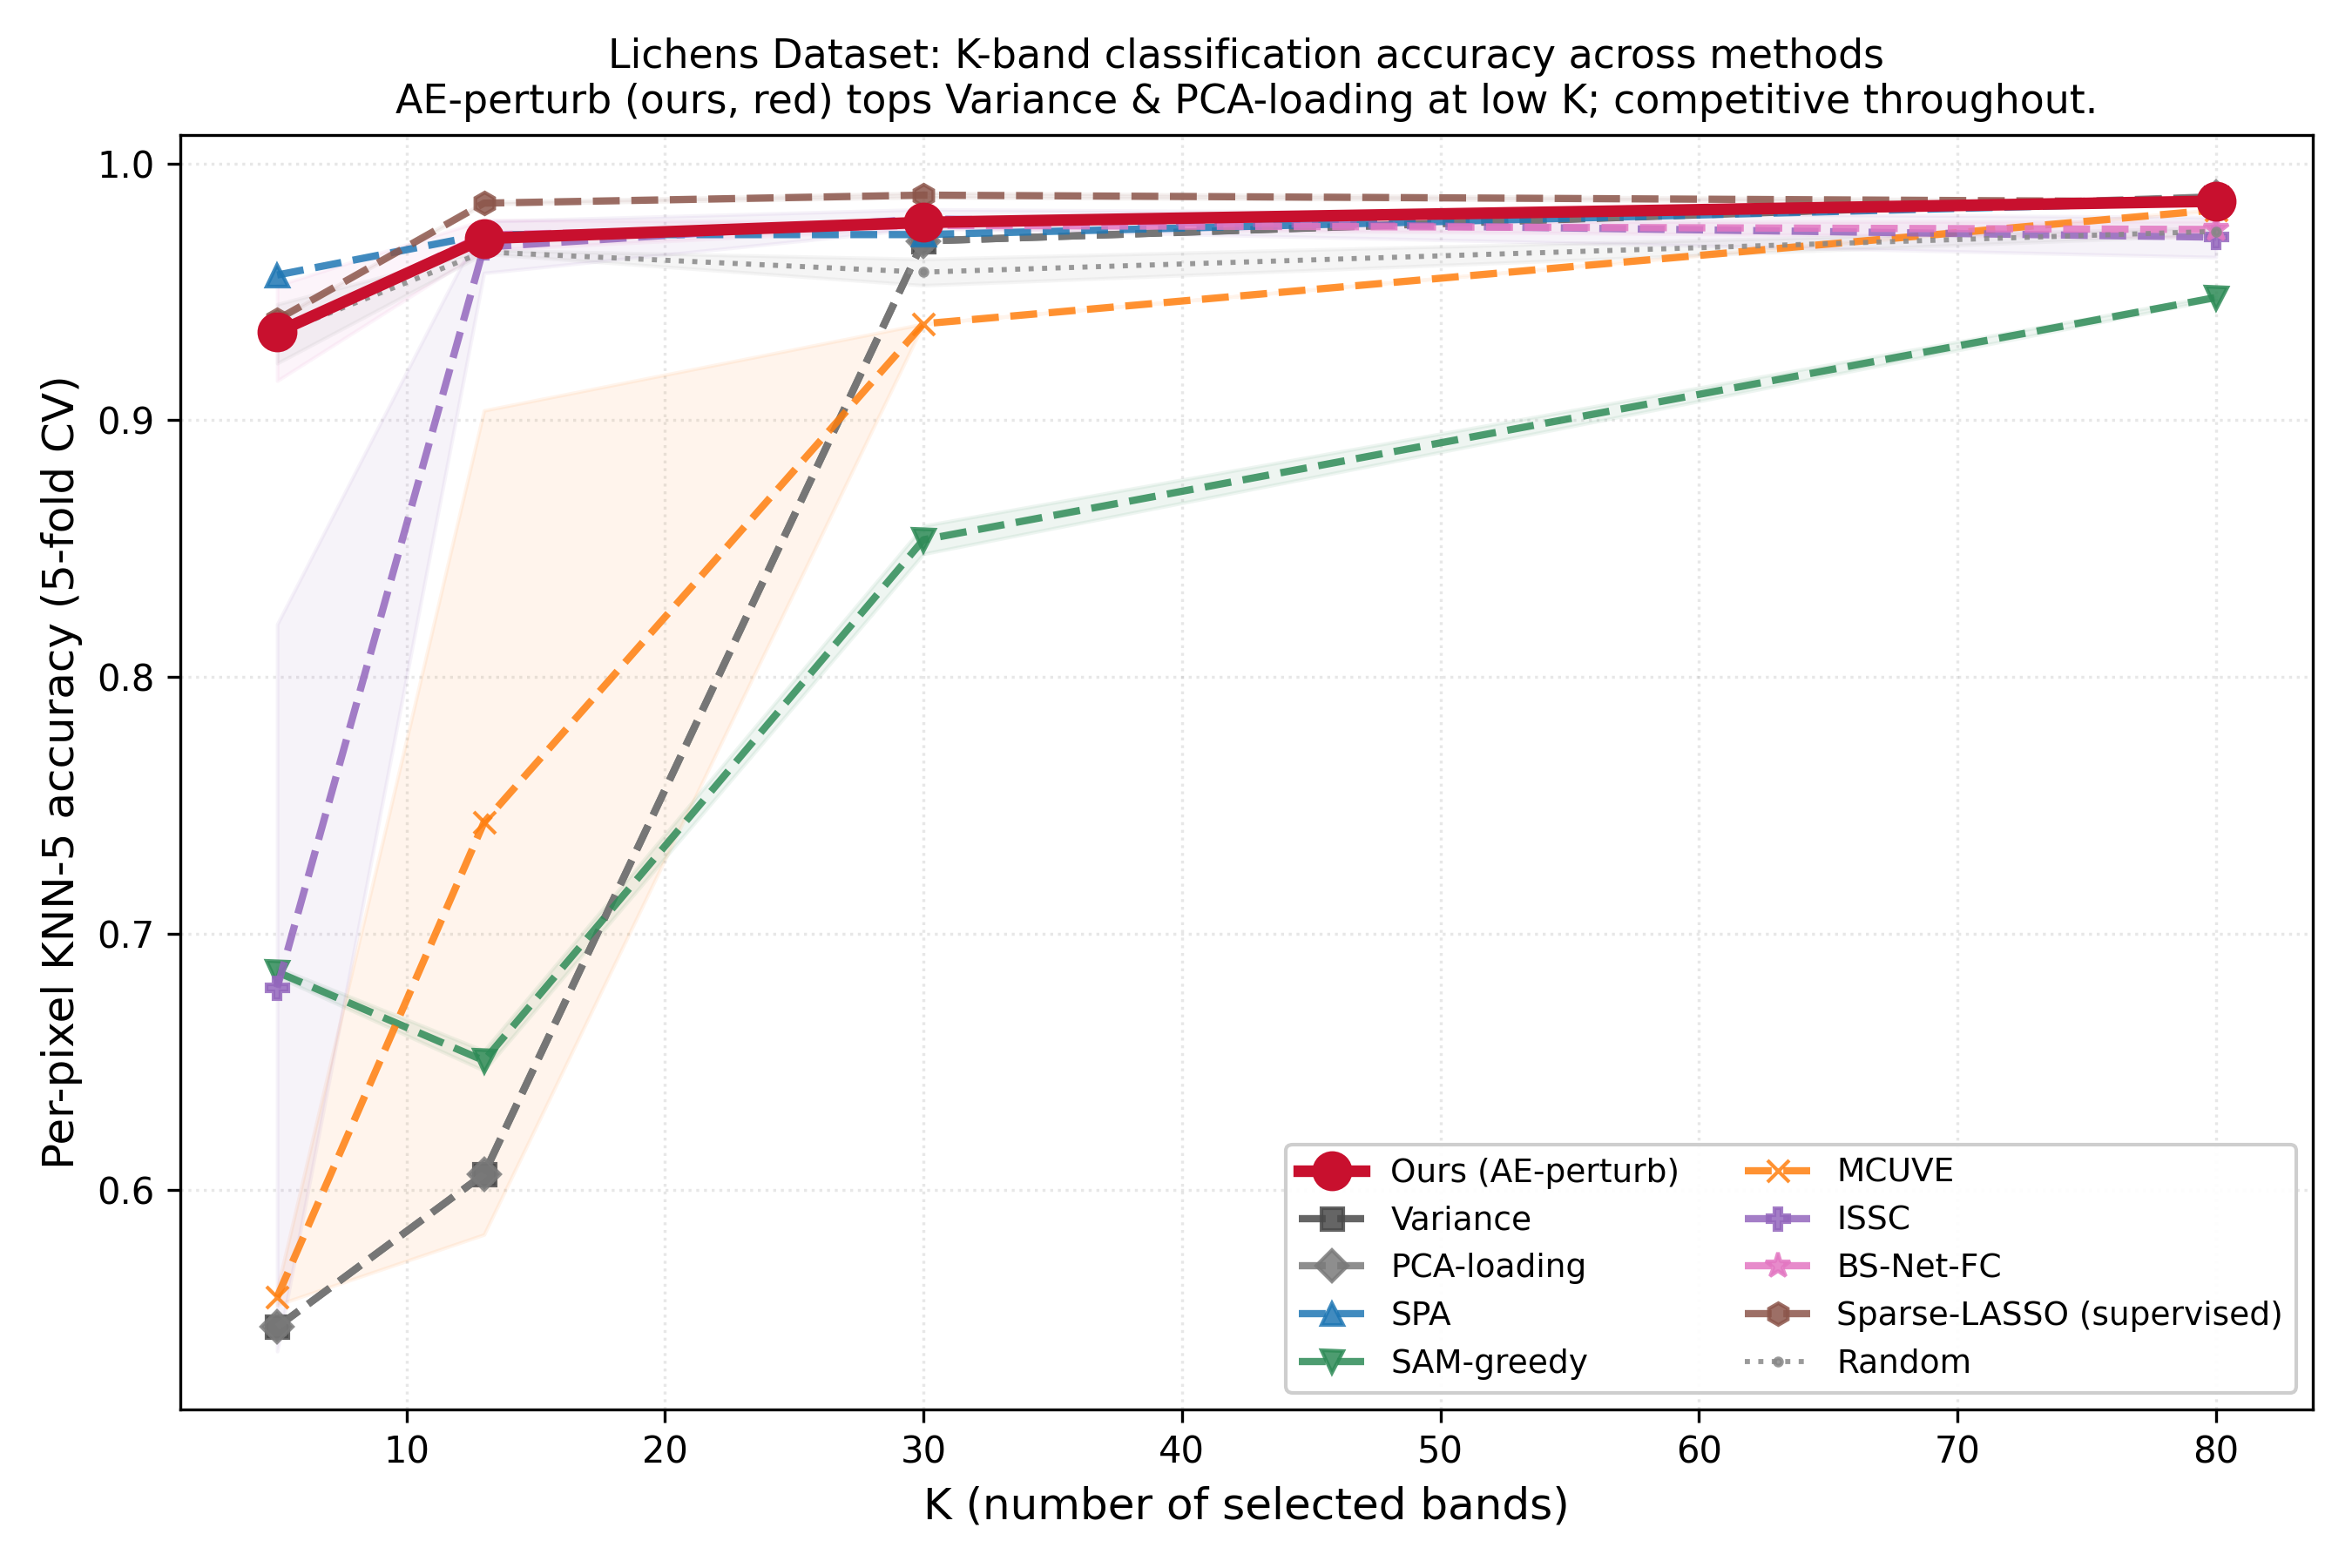 Lichens Dataset: K-band classification accuracy across methods
AE-perturb (ours, red) tops Variance & PCA-loading at low K; competitive throughout.
Per-pixel KNN-5 accuracy (5-fold CV)
1.0
0.9
0.8
0.7
0.6
10 20 30 40 50 60 70 80
K (number of selected bands)
Ours (AE-perturb)
Variance
PCA-loading
SPA
SAM-greedy
MCUVE
ISSC
BS-Net-FC
Sparse-LASSO (supervised)
Random